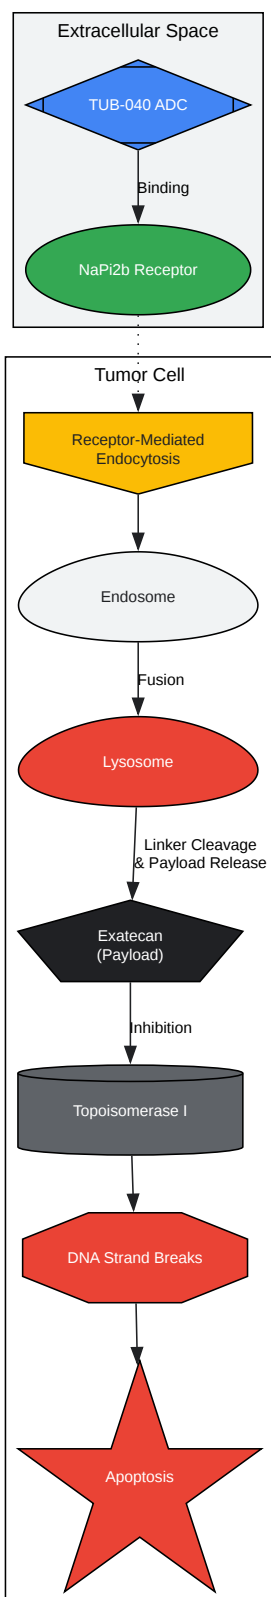 Extracellular Space
TUB-040 ADC
Binding
NaPi2b Receptor
Tumor Cell
Receptor-Mediated
Endocytosis
Endosome
Fusion
Lysosome
Linker Cleavage
& Payload Release
Exatecan
(Payload)
Inhibition
Topoisomerase I
DNA Strand Breaks
Apoptosis